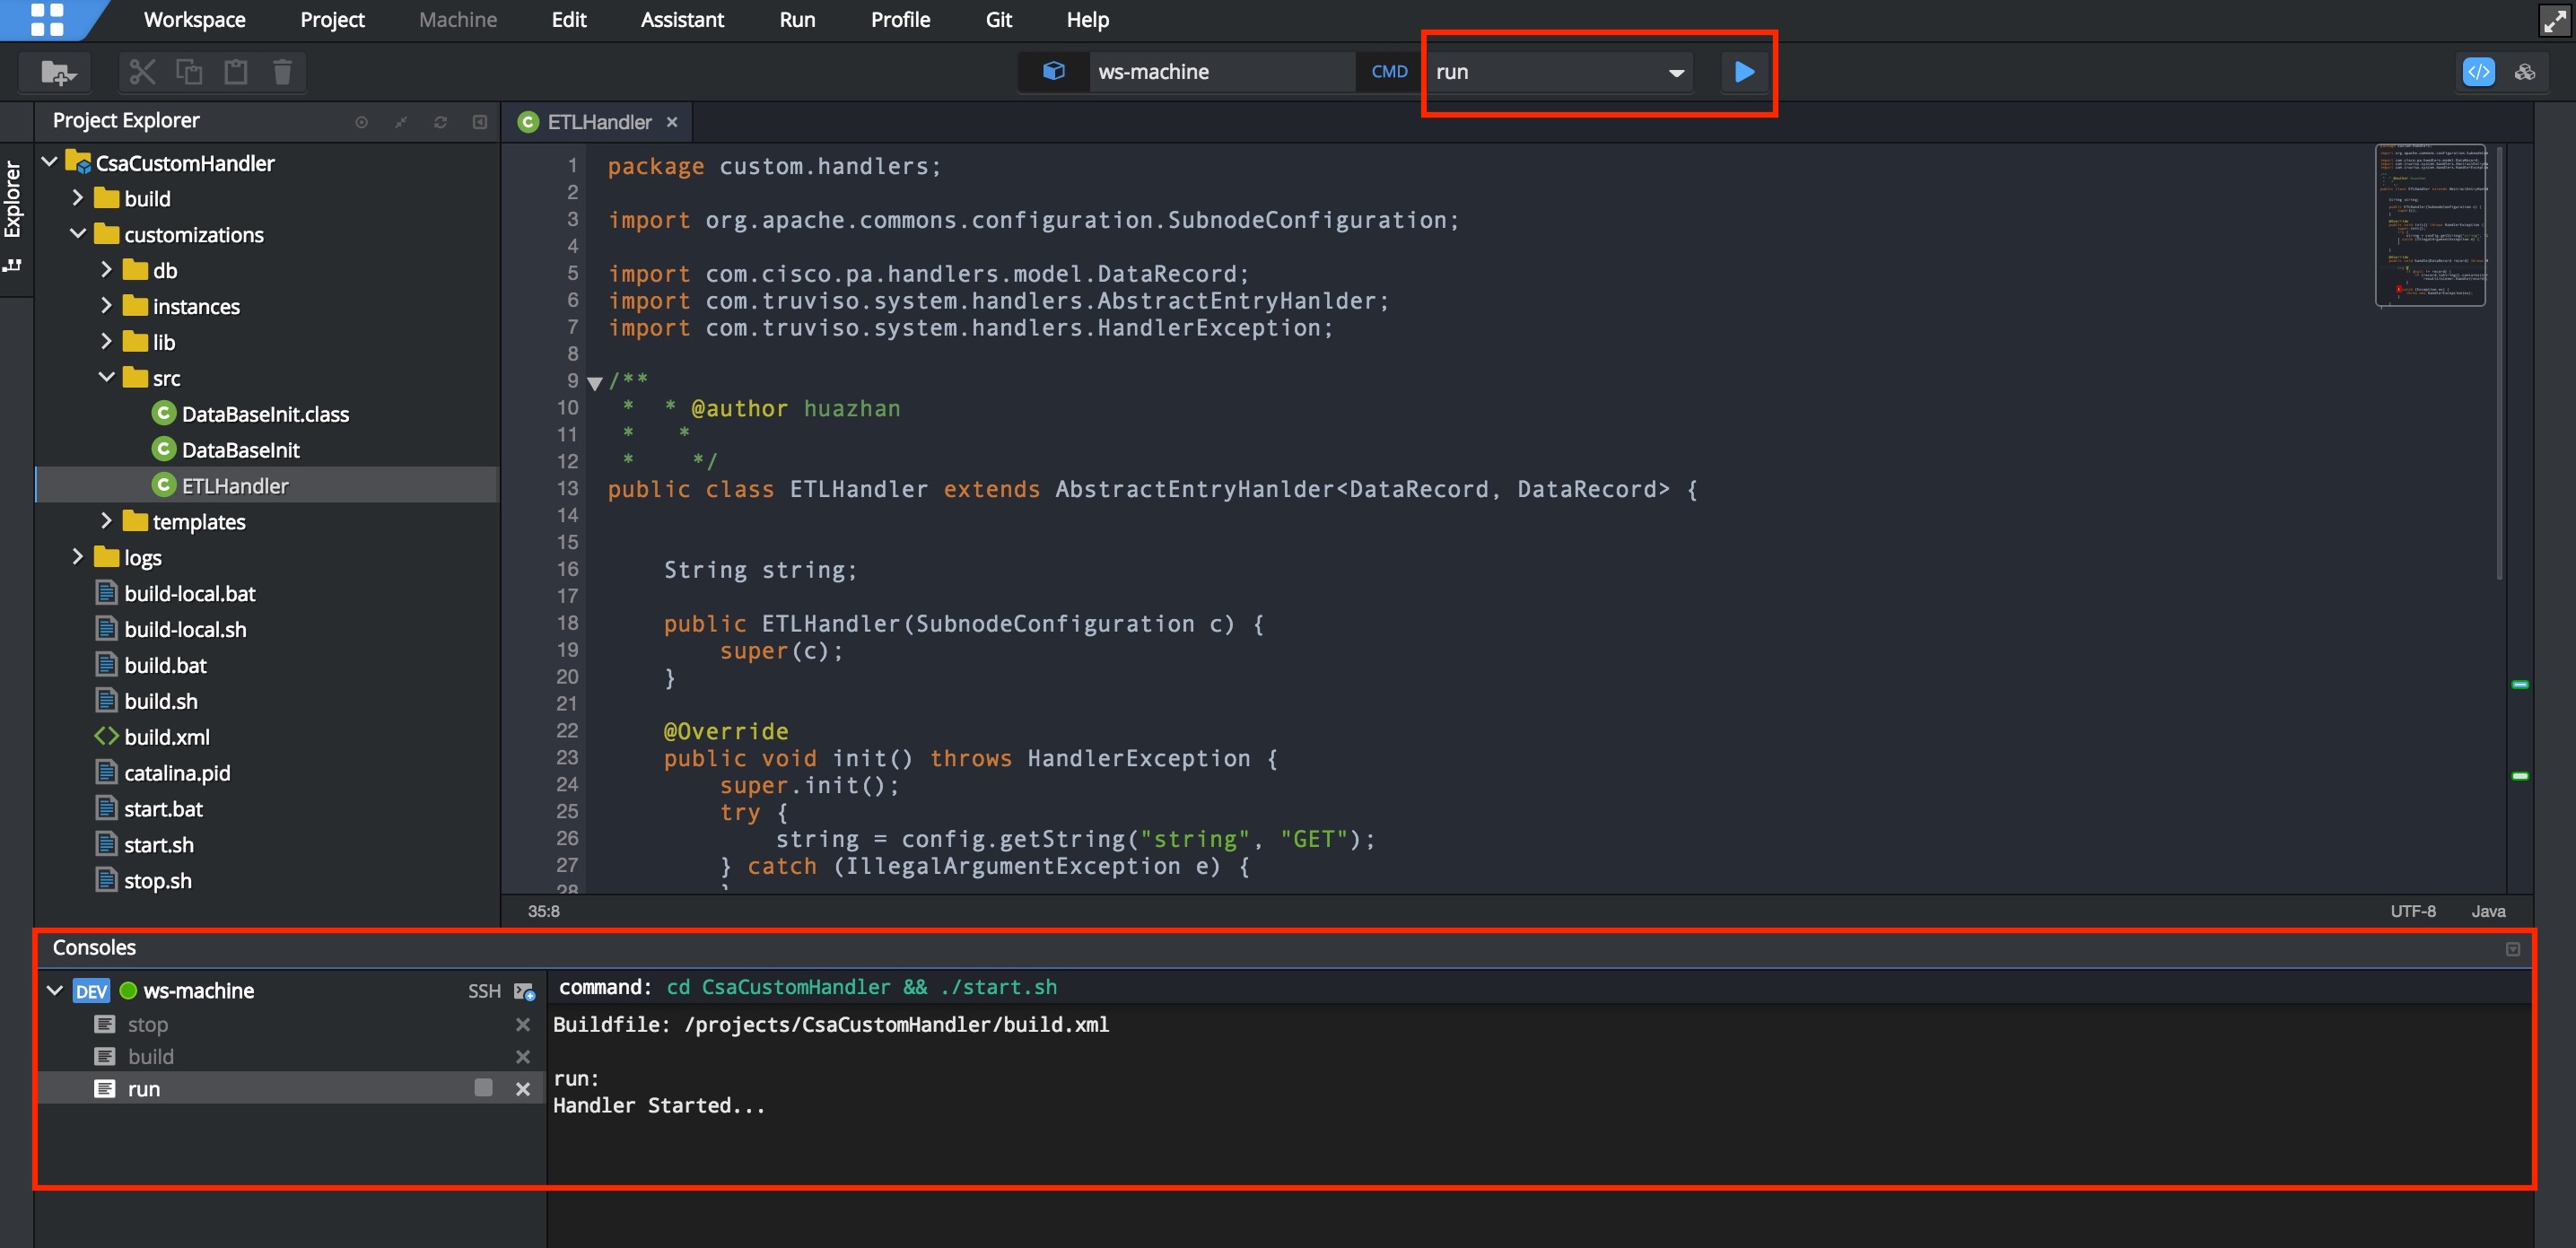 Workspace Project Machine Edit Assistant Run Profile Git Help
ws-machine CMD run
Project Explorer
Explorer
CsaCustomHandler
build
customizations
db
instances
lib
src
DataBaseInit.class
DataBaseInit
ETLHandler
templates
logs
build-local.bat
build-local.sh
build.bat
build.sh
build.xml
catalina.pid
start.bat
start.sh
stop.sh
ETLHandler
1 package custom.handlers;
2
3 import org.apache.commons.configuration.SubnodeConfiguration;
4
5 import com.cisco.pa.handlers.model.DataRecord;
6 import com.truviso.system.handlers.AbstractEntryHanlder;
7 import com.truviso.system.handlers.HandlerException;
8
9 /**
10 * * @author huazhan
11 * *
12 * */
13 public class ETLHandler extends AbstractEntryHanlder<DataRecord, DataRecord> {
14
15
16 String string;
17
18 public ETLHandler(SubnodeConfiguration c) {
19 super(c);
20 }
21
22 @Override
23 public void init() throws HandlerException {
24 super.init();
25 try {
26 string = config.getString("string", "GET");
27 } catch (IllegalArgumentException e) {
28 }
35:8 UTF-8 Java
Consoles
DEV ws-machine SSH
stop
build
run
command: cd CsaCustomHandler && ./start.sh
Buildfile: /projects/CsaCustomHandler/build.xml
run:
Handler Started...